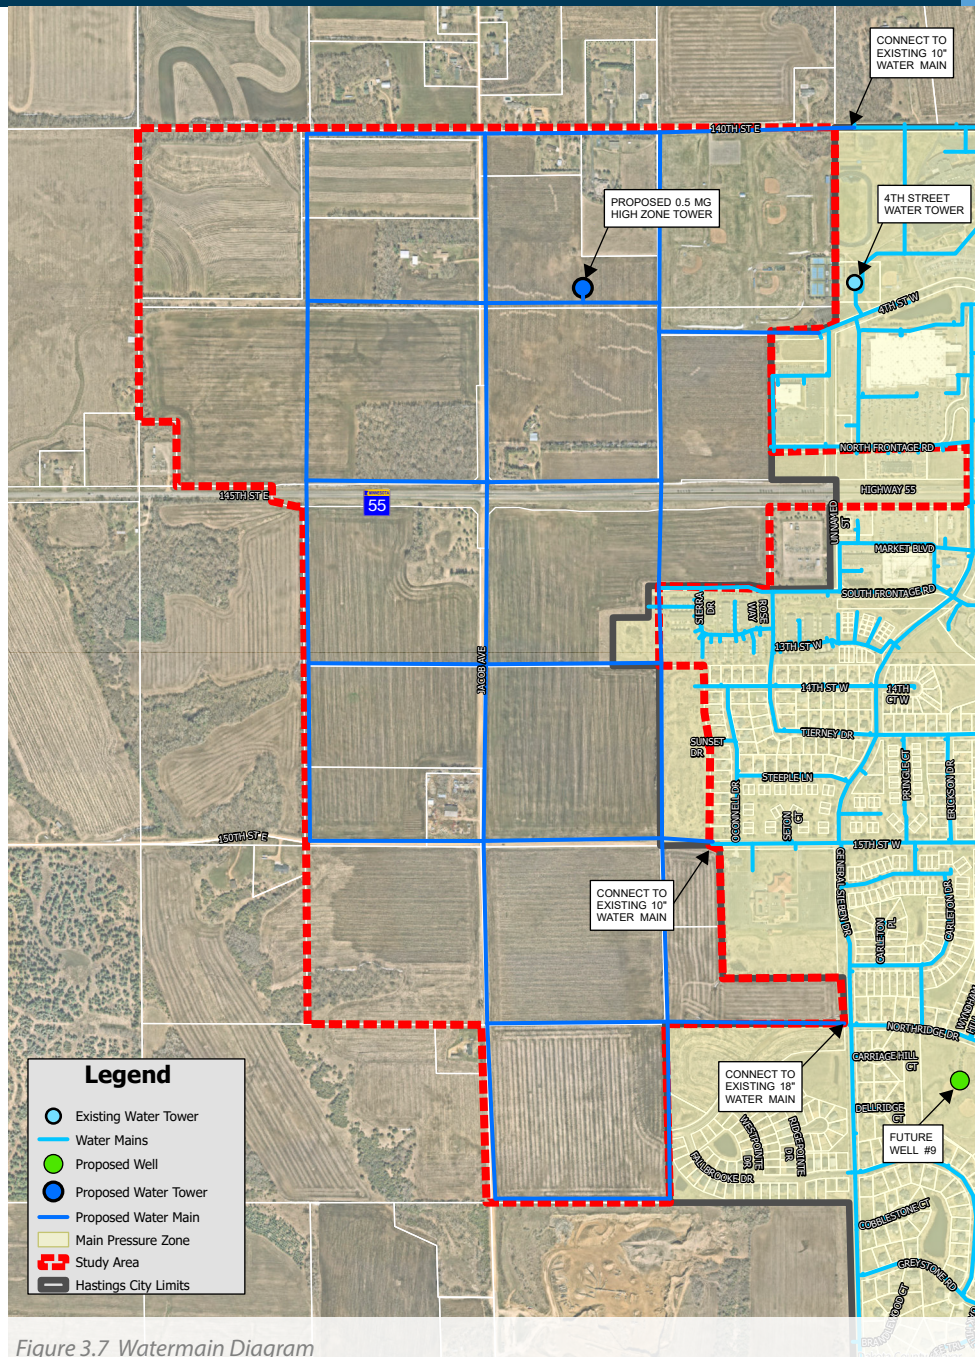 CONNECT TO
EXISTING 10"
WATER MAIN
140TH ST E
PROPOSED 0.5 MG
HIGH ZONE TOWER
4TH STREET
WATER TOWER
4TH ST W
NORTH FRONTAGE RD
145TH ST E
MINNESOTA
55
HIGHWAY 55
UNNAMED
ST
MARKET BLVD
SOUTH FRONTAGE RD
SIERRA
DR
ROSE
WAY
13TH ST W
JACOB AVE
14TH ST W
14TH
CT W
SUNSET
DR
TIERNEY DR
STEEPLE LN
OCONNELL DR
SETON
CT
PRINGLE CT
ERICKSON DR
150TH ST E
15TH ST W
GENERAL SIEBEN DR
CONNECT TO
EXISTING 10"
WATER MAIN
CARLETON
PL
CARLETON DR
WYNDHAM
NORTHRIDGE DR
CARRIAGE HILL
CT
CONNECT TO
EXISTING 18"
WATER MAIN
DELLRIDGE
CT
FUTURE
WELL #9
WESTPOINTE
DR
RIDGEPOINTE
DR
FALLBROOKE DR
COBBLESTONE CT
GREYSTONE RD
Legend
Existing Water Tower
Water Mains
Proposed Well
Proposed Water Tower
Proposed Water Main
Main Pressure Zone
Study Area
Hastings City Limits
Figure 3.7 Watermain Diagram